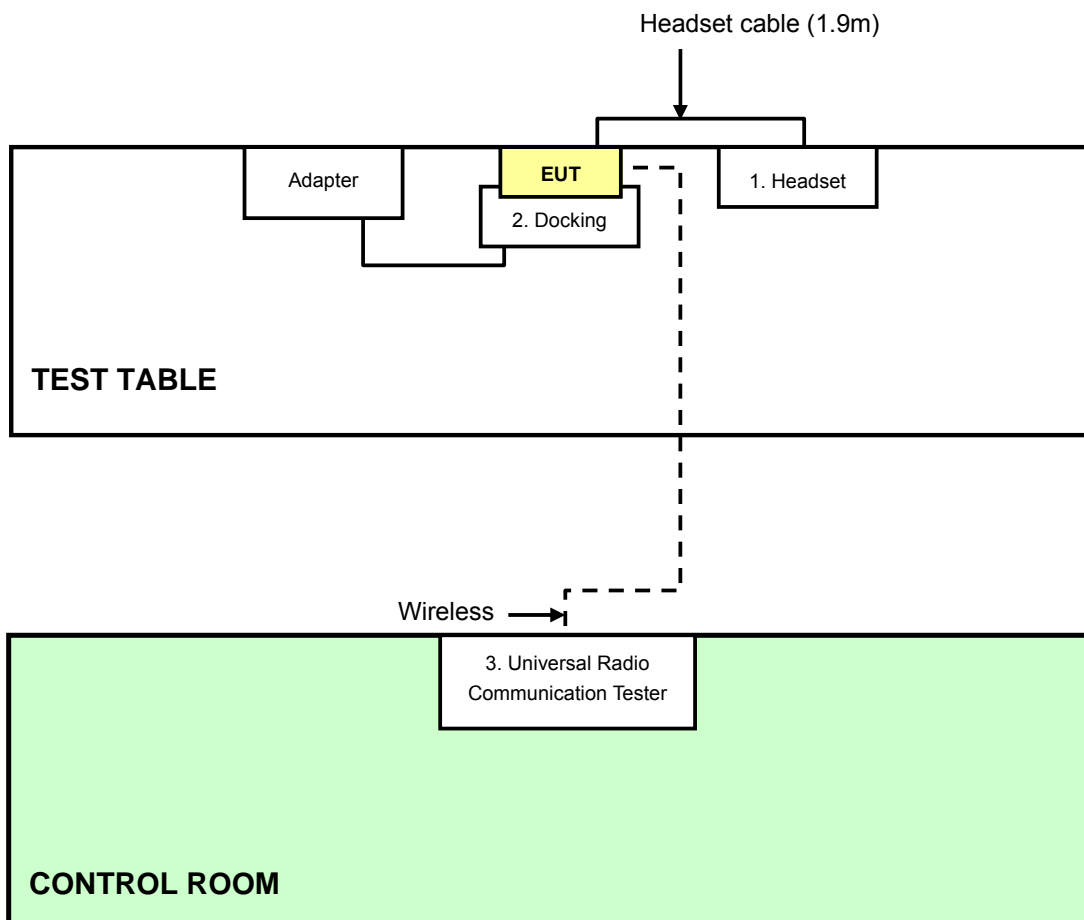 Headset cable (1.9m)
Adapter
EUT
1. Headset
2. Docking
TEST TABLE
Wireless
3. Universal Radio
Communication Tester
CONTROL ROOM